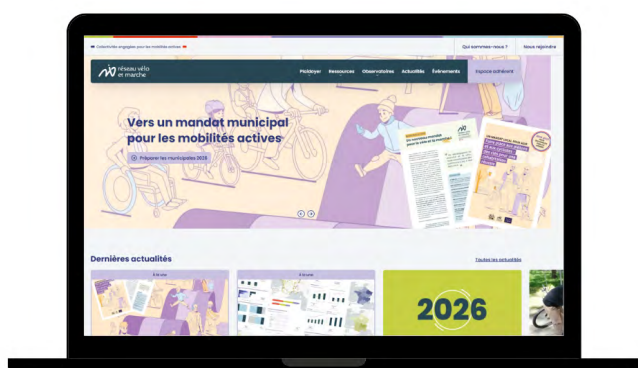 Collectivités engagées pour les mobilités actives
Qui sommes-nous ?
Nous rejoindre
réseau vélo
et marche
Plaidoyer
Ressources
Observatoires
Actualités
Évènements
Espace adhérent
Vers un mandat municipal
pour les mobilités actives
Préparer les municipales 2026
Dernières actualités
Toutes les actualités
À la une
À la une
2026